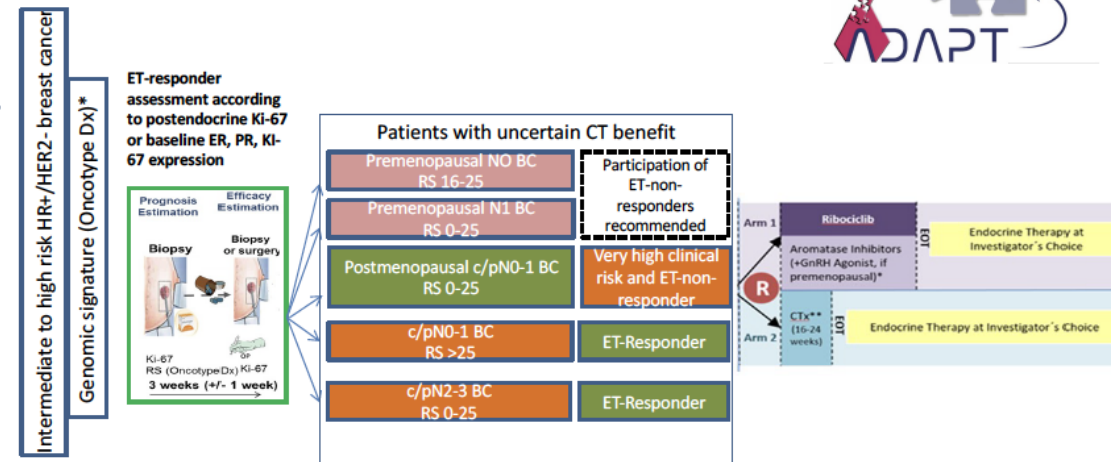 Intermediate to high risk HR+/HER2- breast cancer
Genomic signature (Oncotype Dx)*
ET-responder
assessment according
to postendocrine Ki-67
or baseline ER, PR, KI-
67 expression
Prognosis
Estimation
Efficacy
Estimation
Biopsy
Biopsy
or surgery
OP
Ki-67
RS (OncotypeDx)
Ki-67
3 weeks (+/- 1 week)
Patients with uncertain CT benefit
Premenopausal NO BC
RS 16-25
Premenopausal N1 BC
RS 0-25
Participation of
ET-non-
responders
recommended
Postmenopausal c/pN0-1 BC
RS 0-25
Very high clinical
risk and ET-non-
responder
c/pN0-1 BC
RS >25
ET-Responder
c/pN2-3 BC
RS 0-25
ET-Responder
ADAPT
R
Arm 1
Ribociclib
Aromatase Inhibitors
(+GnRH Agonist, if
premenopausal)*
EOT
Endocrine Therapy at
Investigator´s Choice
Arm 2
CTx**
(16-24
weeks)
EOT
Endocrine Therapy at Investigator´s Choice